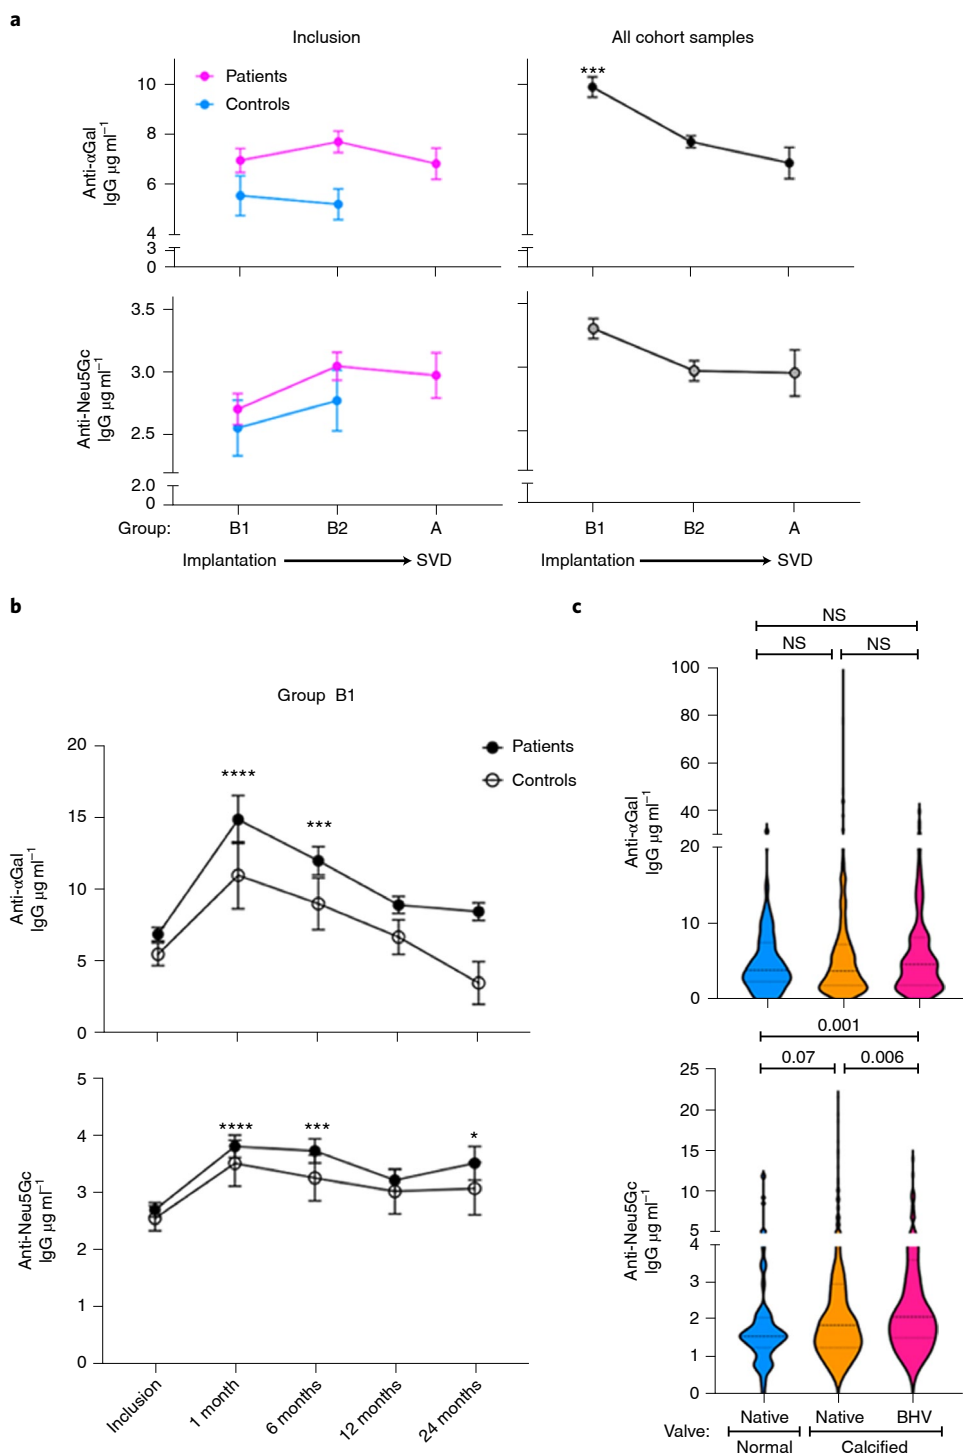 a
Inclusion
All cohort samples
Patients
Controls
***
Anti-αGal
IgG µg ml⁻¹
10
8
6
4
3
0
Anti-Neu5Gc
IgG µg ml⁻¹
3.5
3.0
2.5
2.0
0
Group: B1 B2 A
B1 B2 A
Implantation SVD
Implantation SVD
b
Group B1
Patients
Controls
Anti-αGal
IgG µg ml⁻¹
20
15
10
5
0
**** ***
Anti-Neu5Gc
IgG µg ml⁻¹
5
4
3
2
1
0
**** *** *
Inclusion
1 month
6 months
12 months
24 months
c
NS
NS NS
Anti-αGal
IgG µg ml⁻¹
100
80
60
40
20
10
0
0.001
0.07 0.006
Anti-Neu5Gc
IgG µg ml⁻¹
25
20
15
10
5
4
3
2
1
0
Valve: Native Native BHV
Normal Calcified